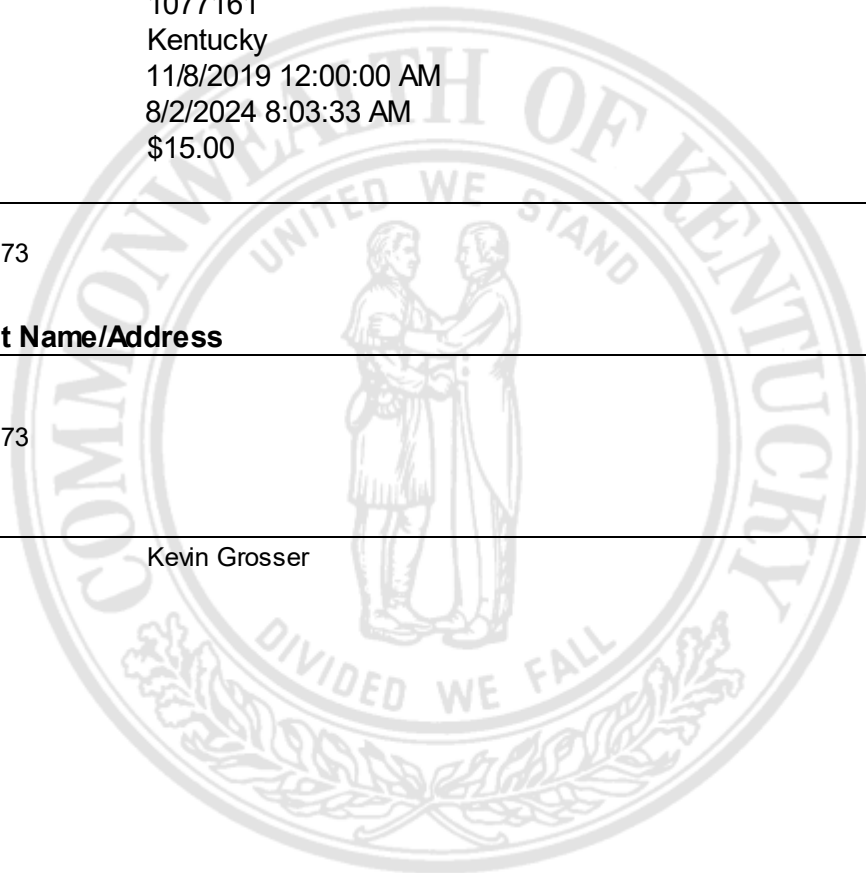 1077161
Kentucky
11/8/2019 12:00:00 AM
8/2/2024 8:03:33 AM
$15.00
73
t Name/Address
73
Kevin Grosser
COMMONWEALTH OF KENTUCKY
UNITED WE STAND
DIVIDED WE FALL